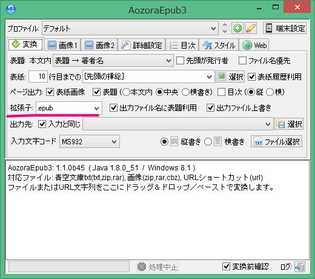 AozoraEpub3
プロファイル: デフォルト 端末設定
変換 画像1 画像2 詳細設定 目次 スタイル Web
表題: 本文内 表題 → 著者名 先頭が発行者 ファイル名優先
表紙: 10 行目までの [先頭の挿絵] 選択 表紙履歴利用
ページ出力: 表紙画像 表題 ( 本文内 中央 横書き) 目次 ( 縦 横)
拡張子: epub 出力ファイル名に表題利用 出力ファイル上書き
出力先: 入力と同じ 選択
入力文字コード MS932 縦書き 横書き ファイル選択
AozoraEpub3: 1.1.0b45 ( Java 1.8.0_51 / Windows 8.1 )
対応ファイル: 青空文庫txt(txt,zip,rar), 画像(zip,rar,cbz), URLショートカット(url)
ファイルまたはURL文字列をここにドラッグ&ドロップ/ペーストで変換します。
処理中止 変換前確認 ログ